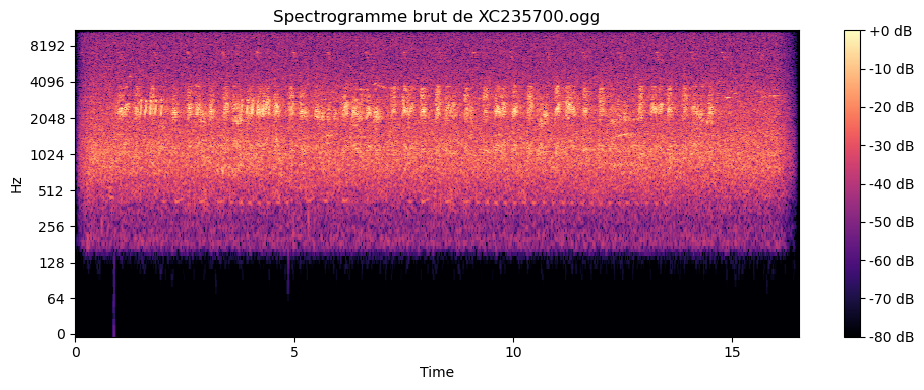 Spectrogramme brut de XC235700.ogg
Hz
8192
4096
2048
1024
512
256
128
64
0
0
5
10
15
Time
+0 dB
-10 dB
-20 dB
-30 dB
-40 dB
-50 dB
-60 dB
-70 dB
-80 dB